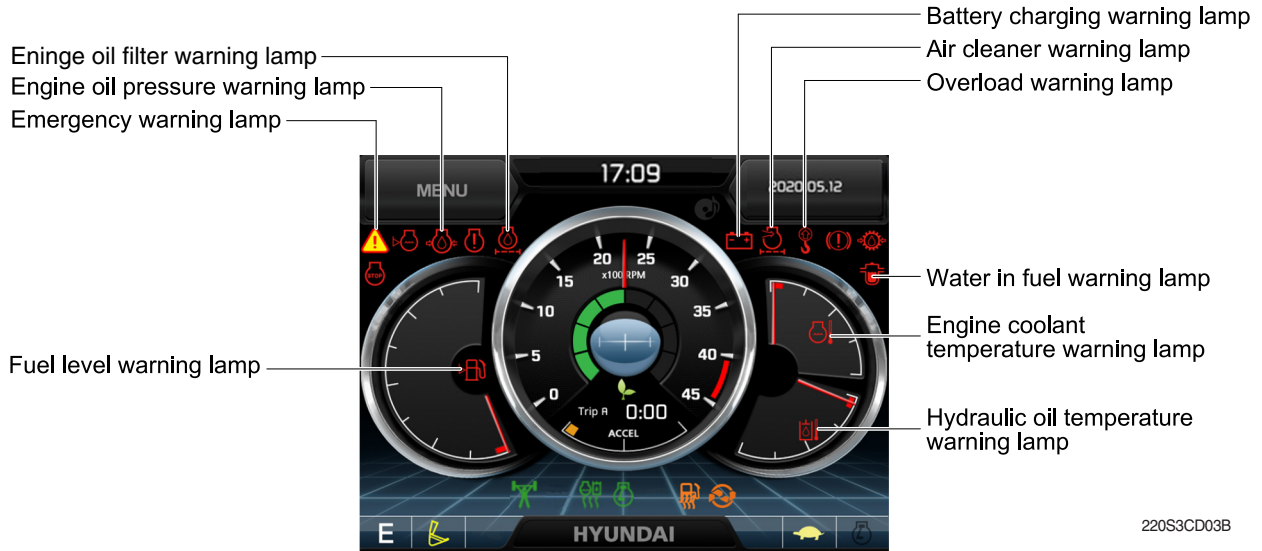 Battery charging warning lamp
Air cleaner warning lamp
Overload warning lamp
Eninge oil filter warning lamp
Engine oil pressure warning lamp
Emergency warning lamp
MENU
17:09
2020.05.12
STOP
20 25
x100 RPM
15 30
10 35
5 40
0 45
Trip A 0:00
ACCEL
Water in fuel warning lamp
Engine coolant
temperature warning lamp
Fuel level warning lamp
Hydraulic oil temperature
warning lamp
E
HYUNDAI
220S3CD03B